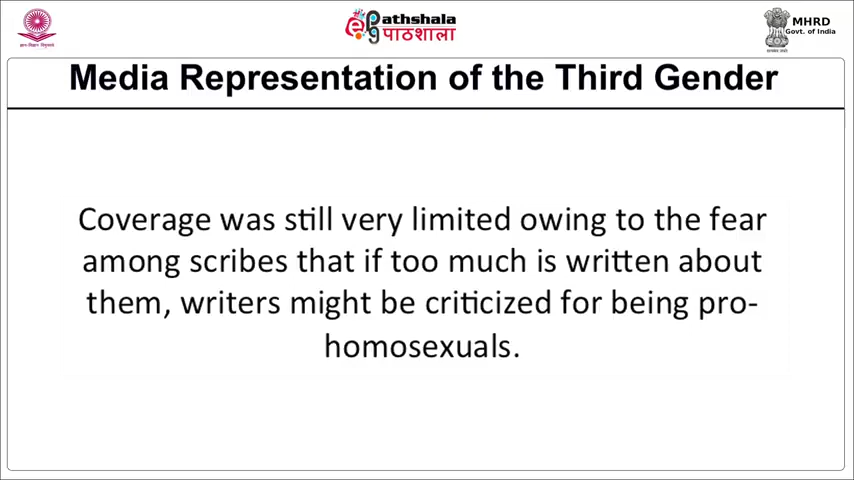 ePathshala
पाठशाला
MHRD
Govt. of India
Media Representation of the Third Gender
Coverage was still very limited owing to the fear
among scribes that if too much is written about
them, writers might be criticized for being pro-
homosexuals.